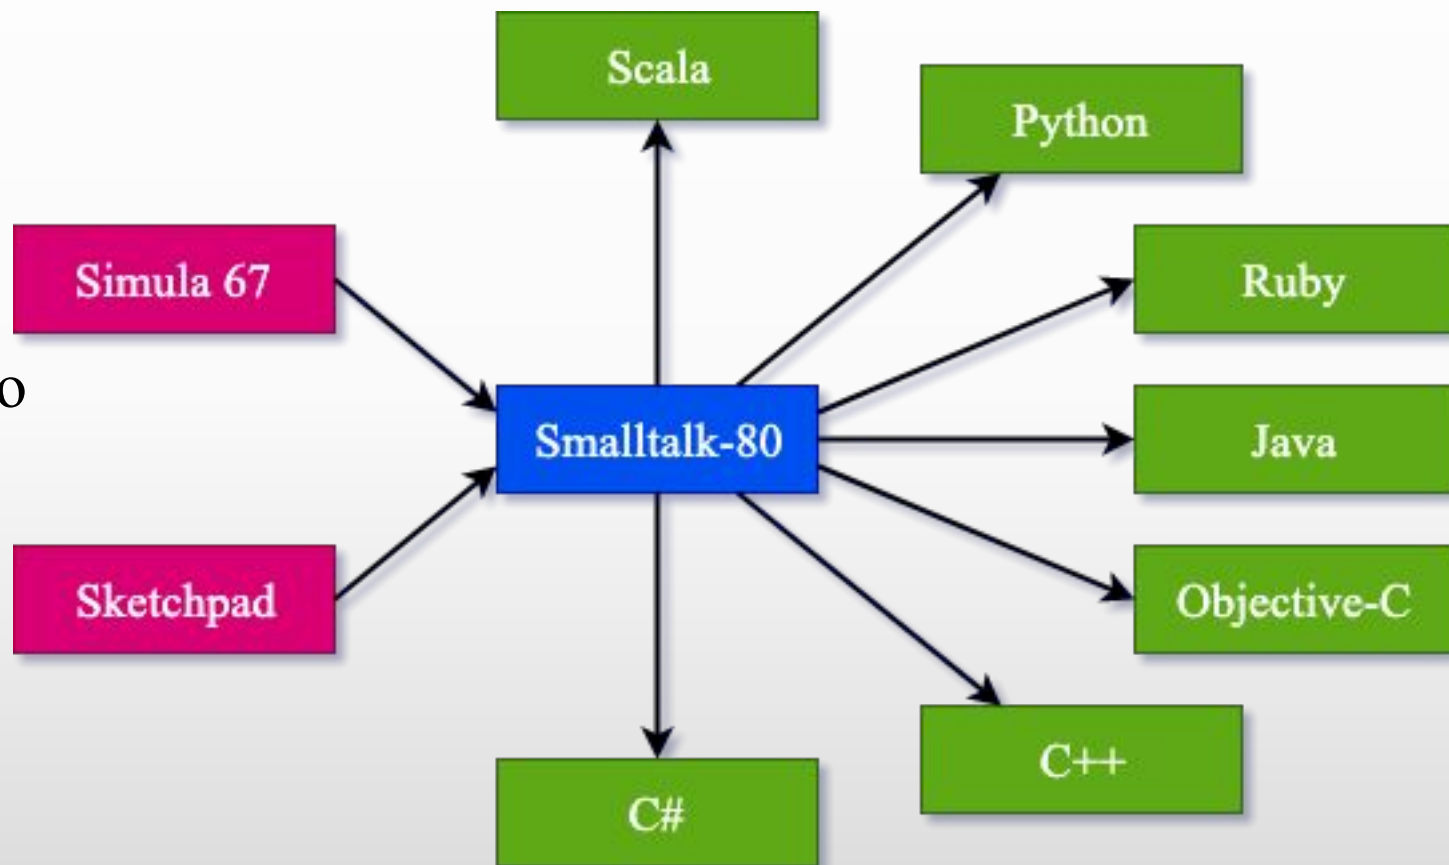 Scala
Python
Simula 67
Ruby
o
Smalltalk-80
Java
Sketchpad
Objective-C
C++
C#